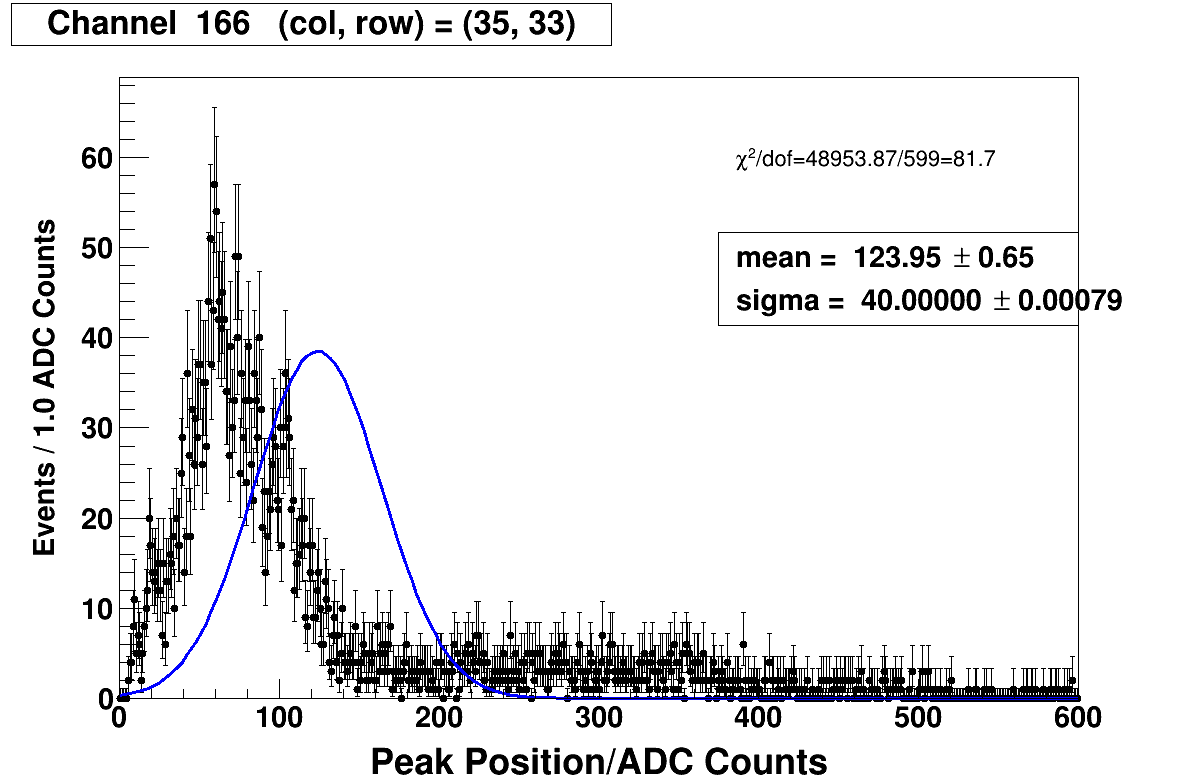 Channel 166 (col, row) = (35, 33)
χ²/dof=48953.87/599=81.7
mean = 123.95 ± 0.65
sigma = 40.00000 ± 0.00079
Events / 1.0 ADC Counts
60
50
40
30
20
10
0
0 100 200 300 400 500 600
Peak Position/ADC Counts